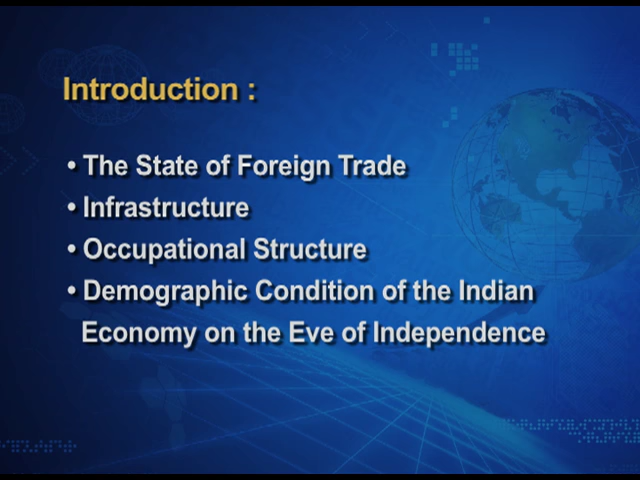 Introduction :
• The State of Foreign Trade
• Infrastructure
• Occupational Structure
• Demographic Condition of the Indian
Economy on the Eve of Independence